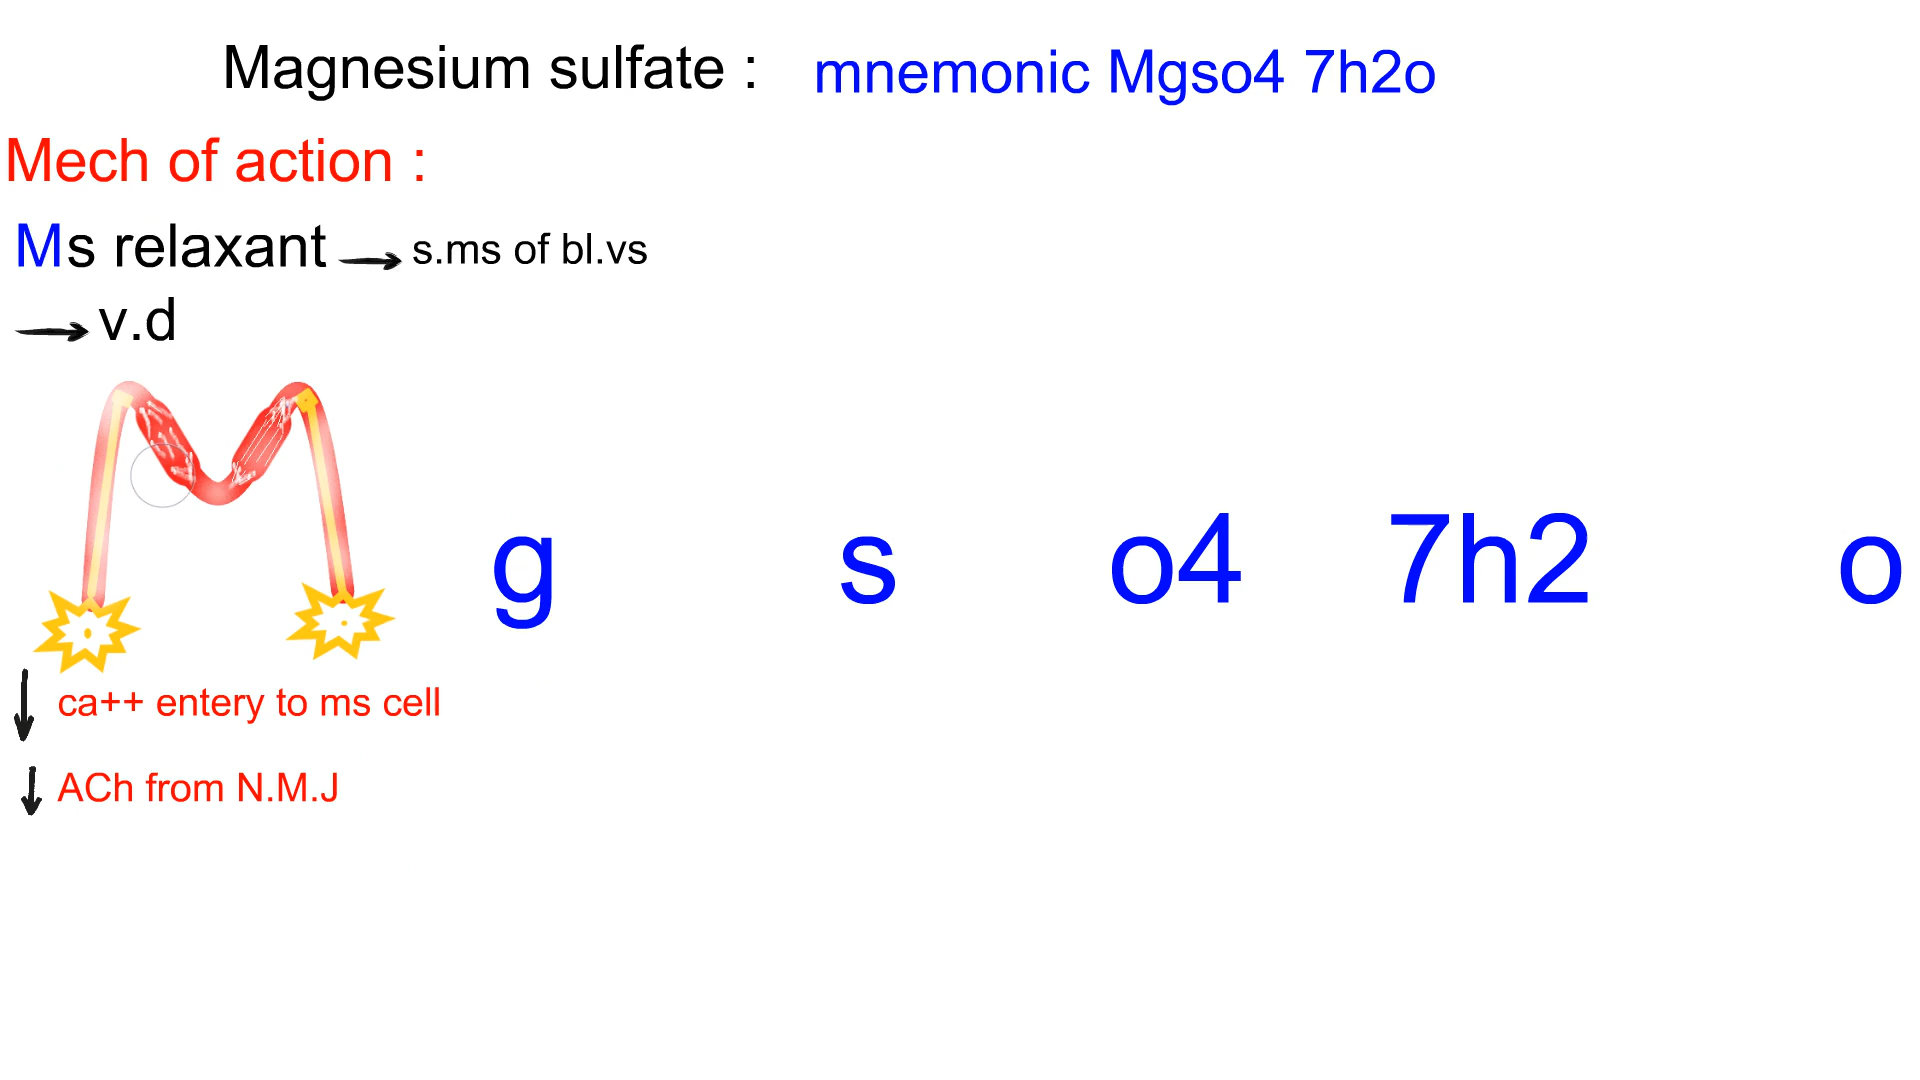 Magnesium sulfate : mnemonic Mgso4 7h2o
Mech of action :
Ms relaxant → s.ms of bl.vs
→ v.d
g s o4 7h2 o
↓ ca++ entery to ms cell
↓ ACh from N.M.J